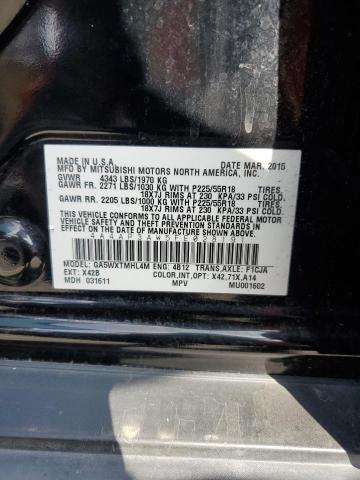 MADE IN U.S.A. DATE MAR. 2015
MFD BY MITSUBISHI MOTORS NORTH AMERICA, INC.
GVWR 4343 LBS/1970 KG
GAWR FR. 2271 LBS/1030 KG WITH P225/55R18 TIRES
18X7J RIMS AT 230 KPA/33 PSI COLD.
GAWR RR. 2205 LBS/1000 KG WITH P225/55R18 TIRES
18X7J RIMS AT 230 KPA/33 PSI COLD.
THIS VEHICLE CONFORMS TO ALL APPLICABLE FEDERAL MOTOR
VEHICLE SAFETY AND THEFT PREVENTION STANDARDS IN
EFFECT ON THE DATE OF MANUFACTURE SHOWN ABOVE.
4A4AP3AW5FE028191
MODEL: GA5WXTMHL4M ENG: 4B12 TRANS,AXLE: F1CJA
EXT: X42B COLOR,INT,OPT: X42,71X,A14
MDH 031611 MPV MU001602